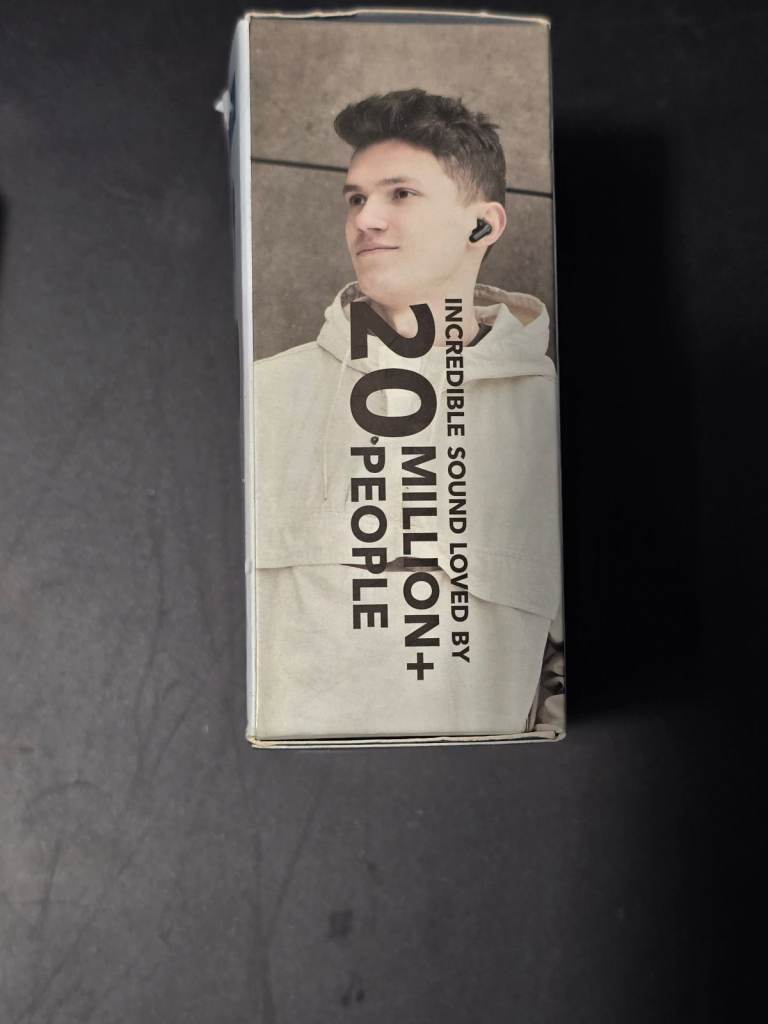 INCREDIBLE SOUND LOVED BY
20 MILLION+
PEOPLE